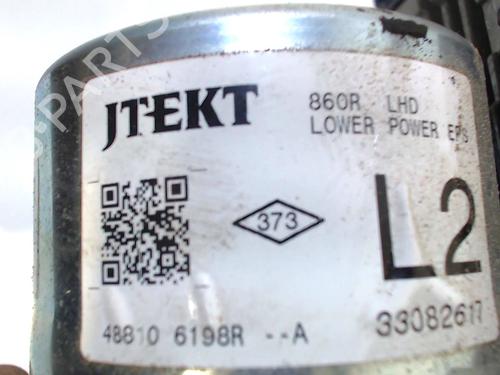 JTEKT
860R LHD
LOWER POWER EPS
L2
373
48810 6198R --A
33082617